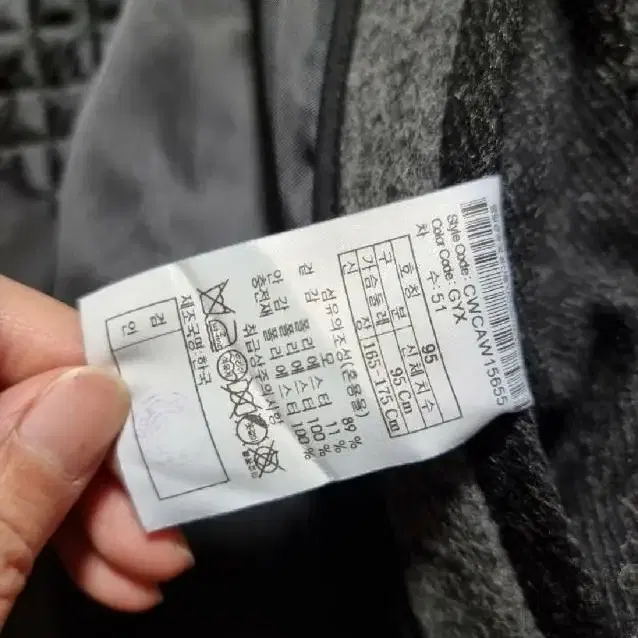 Style Code: CWCAW15655
Color Code: GYX
차 수: 51
호 칭 95
구 분 신체치수
가슴둘레 95 Cm
신 장 165-175 Cm
섬유의조성(혼용율)
겉 감 모 89 %
폴리에스터 11 %
안 감 폴리에스터 100 %
충전재 폴리에스터 100 %
취급상주의사항
제조국명:한국
검 인